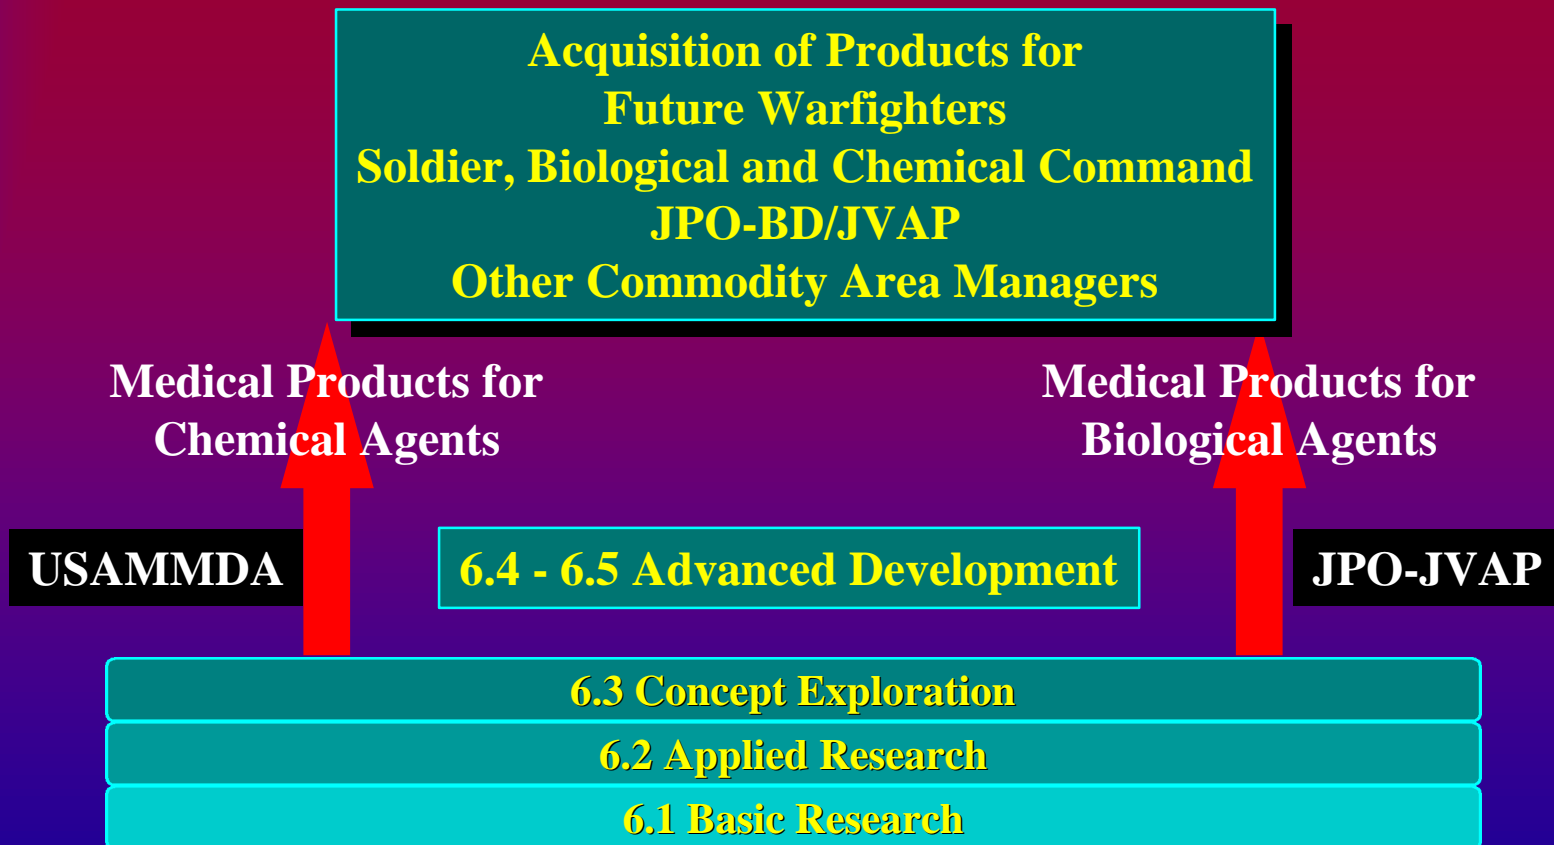 Acquisition of Products for
Future Warfighters
Soldier, Biological and Chemical Command
JPO-BD/JVAP
Other Commodity Area Managers
Medical Products for
Chemical Agents
Medical Products for
Biological Agents
USAMMDA
6.4 - 6.5 Advanced Development
JPO-JVAP
6.3 Concept Exploration
6.2 Applied Research
6.1 Basic Research